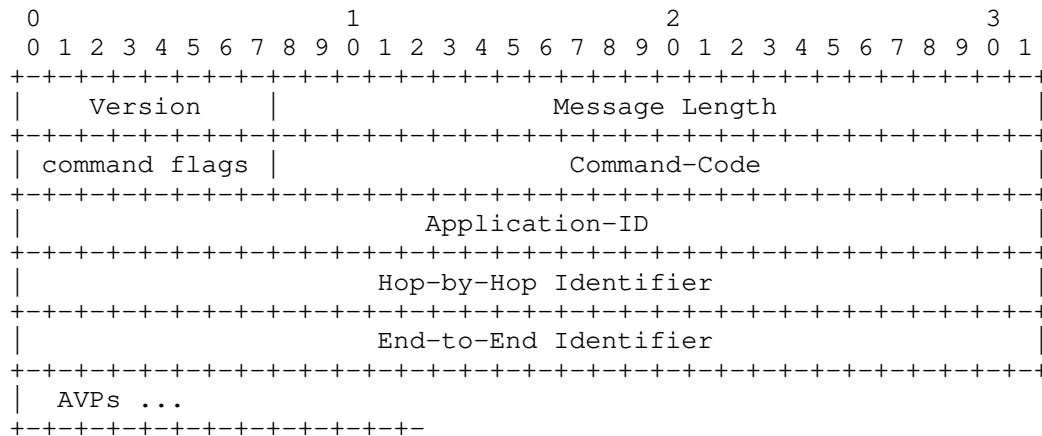 0                   1                   2                   3
 0 1 2 3 4 5 6 7 8 9 0 1 2 3 4 5 6 7 8 9 0 1 2 3 4 5 6 7 8 9 0 1
+-+-+-+-+-+-+-+-+-+-+-+-+-+-+-+-+-+-+-+-+-+-+-+-+-+-+-+-+-+-+-+-+
|    Version    |                 Message Length                |
+-+-+-+-+-+-+-+-+-+-+-+-+-+-+-+-+-+-+-+-+-+-+-+-+-+-+-+-+-+-+-+-+
| command flags |                  Command-Code                 |
+-+-+-+-+-+-+-+-+-+-+-+-+-+-+-+-+-+-+-+-+-+-+-+-+-+-+-+-+-+-+-+-+
|                         Application-ID                        |
+-+-+-+-+-+-+-+-+-+-+-+-+-+-+-+-+-+-+-+-+-+-+-+-+-+-+-+-+-+-+-+-+
|                      Hop-by-Hop Identifier                    |
+-+-+-+-+-+-+-+-+-+-+-+-+-+-+-+-+-+-+-+-+-+-+-+-+-+-+-+-+-+-+-+-+
|                      End-to-End Identifier                    |
+-+-+-+-+-+-+-+-+-+-+-+-+-+-+-+-+-+-+-+-+-+-+-+-+-+-+-+-+-+-+-+-+
|  AVPs ...
+-+-+-+-+-+-+-+-+-+-+-+-+-